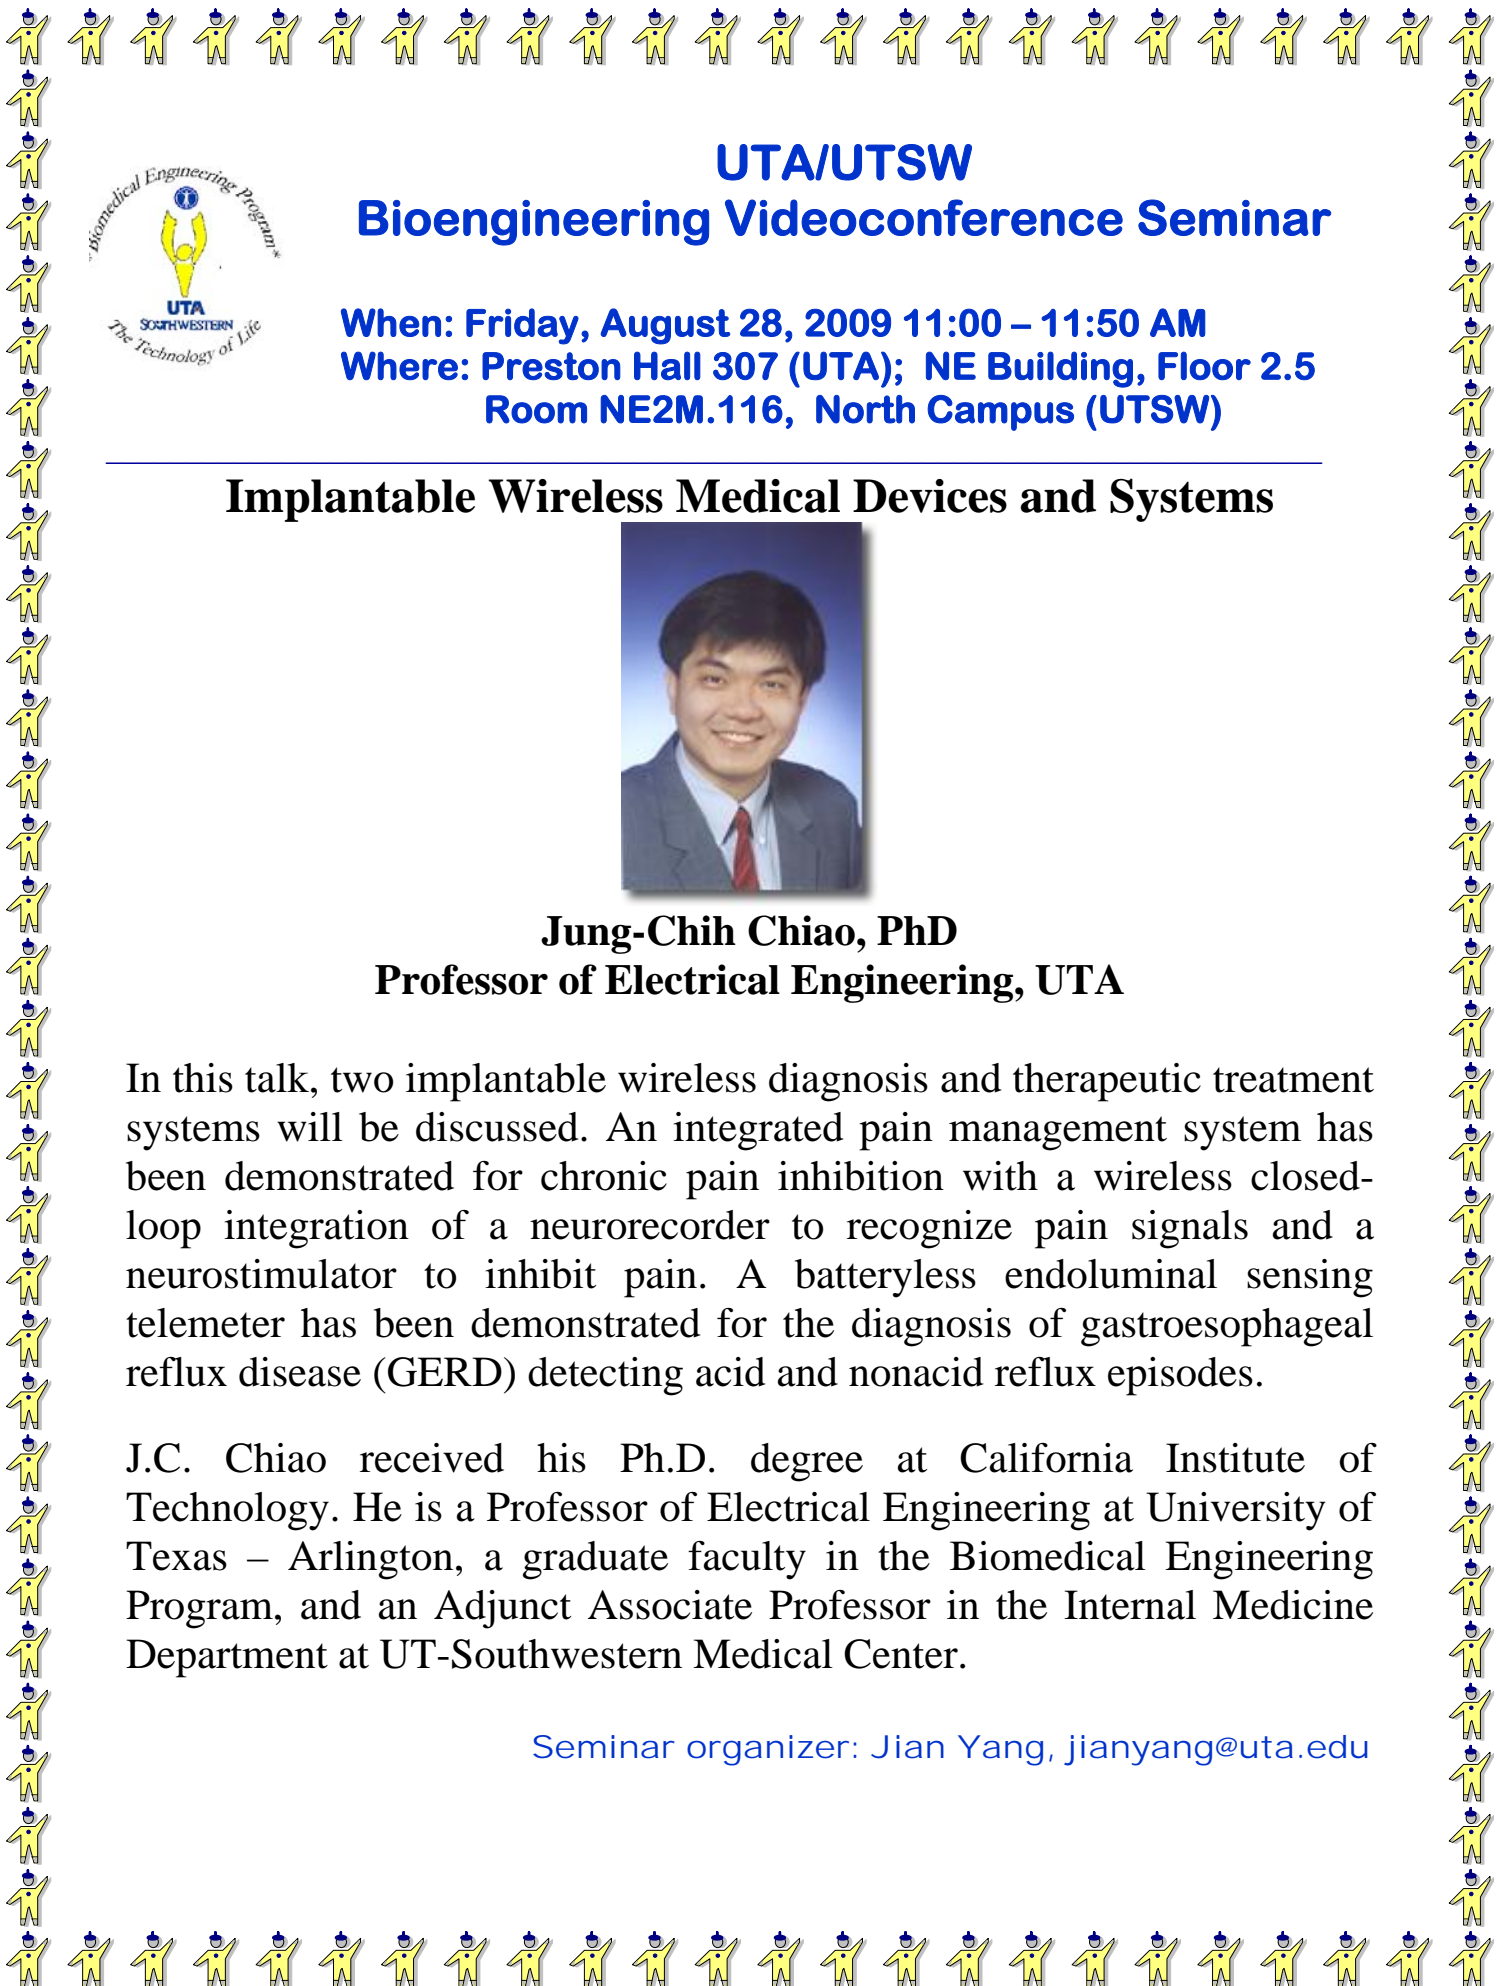 UTA/UTSW
Bioengineering Videoconference Seminar
*Biomedical Engineering Program*
UTA
SOUTHWESTERN
The Technology of Life
When: Friday, August 28, 2009 11:00 – 11:50 AM
Where: Preston Hall 307 (UTA);  NE Building, Floor 2.5
Room NE2M.116,  North Campus (UTSW)
Implantable Wireless Medical Devices and Systems
Jung-Chih Chiao, PhD
Professor of Electrical Engineering, UTA
In this talk, two implantable wireless diagnosis and therapeutic treatment
systems will be discussed. An integrated pain management system has
been demonstrated for chronic pain inhibition with a wireless closed-
loop integration of a neurorecorder to recognize pain signals and a
neurostimulator to inhibit pain. A batteryless endoluminal sensing
telemeter has been demonstrated for the diagnosis of gastroesophageal
reflux disease (GERD) detecting acid and nonacid reflux episodes.
J.C. Chiao received his Ph.D. degree at California Institute of
Technology. He is a Professor of Electrical Engineering at University of
Texas – Arlington, a graduate faculty in the Biomedical Engineering
Program, and an Adjunct Associate Professor in the Internal Medicine
Department at UT-Southwestern Medical Center.
Seminar organizer: Jian Yang, jianyang@uta.edu